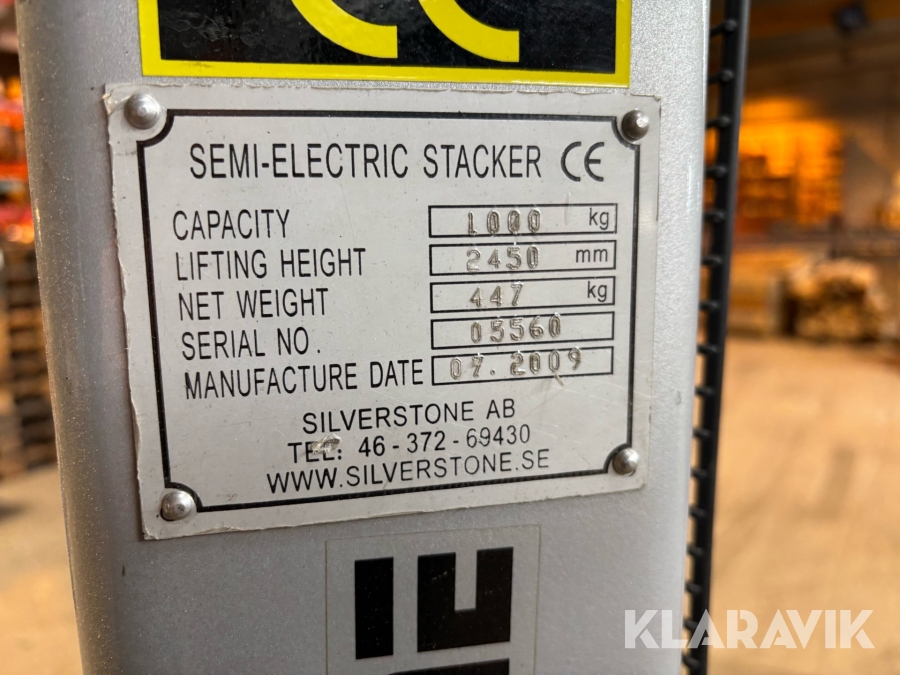 SEMI-ELECTRIC STACKER CE
CAPACITY 1000 kg
LIFTING HEIGHT 2450 mm
NET WEIGHT 447 kg
SERIAL NO. 05560
MANUFACTURE DATE 07.2009
SILVERSTONE AB
TEL: 46-372-69430
WWW.SILVERSTONE.SE
KLARAVIK